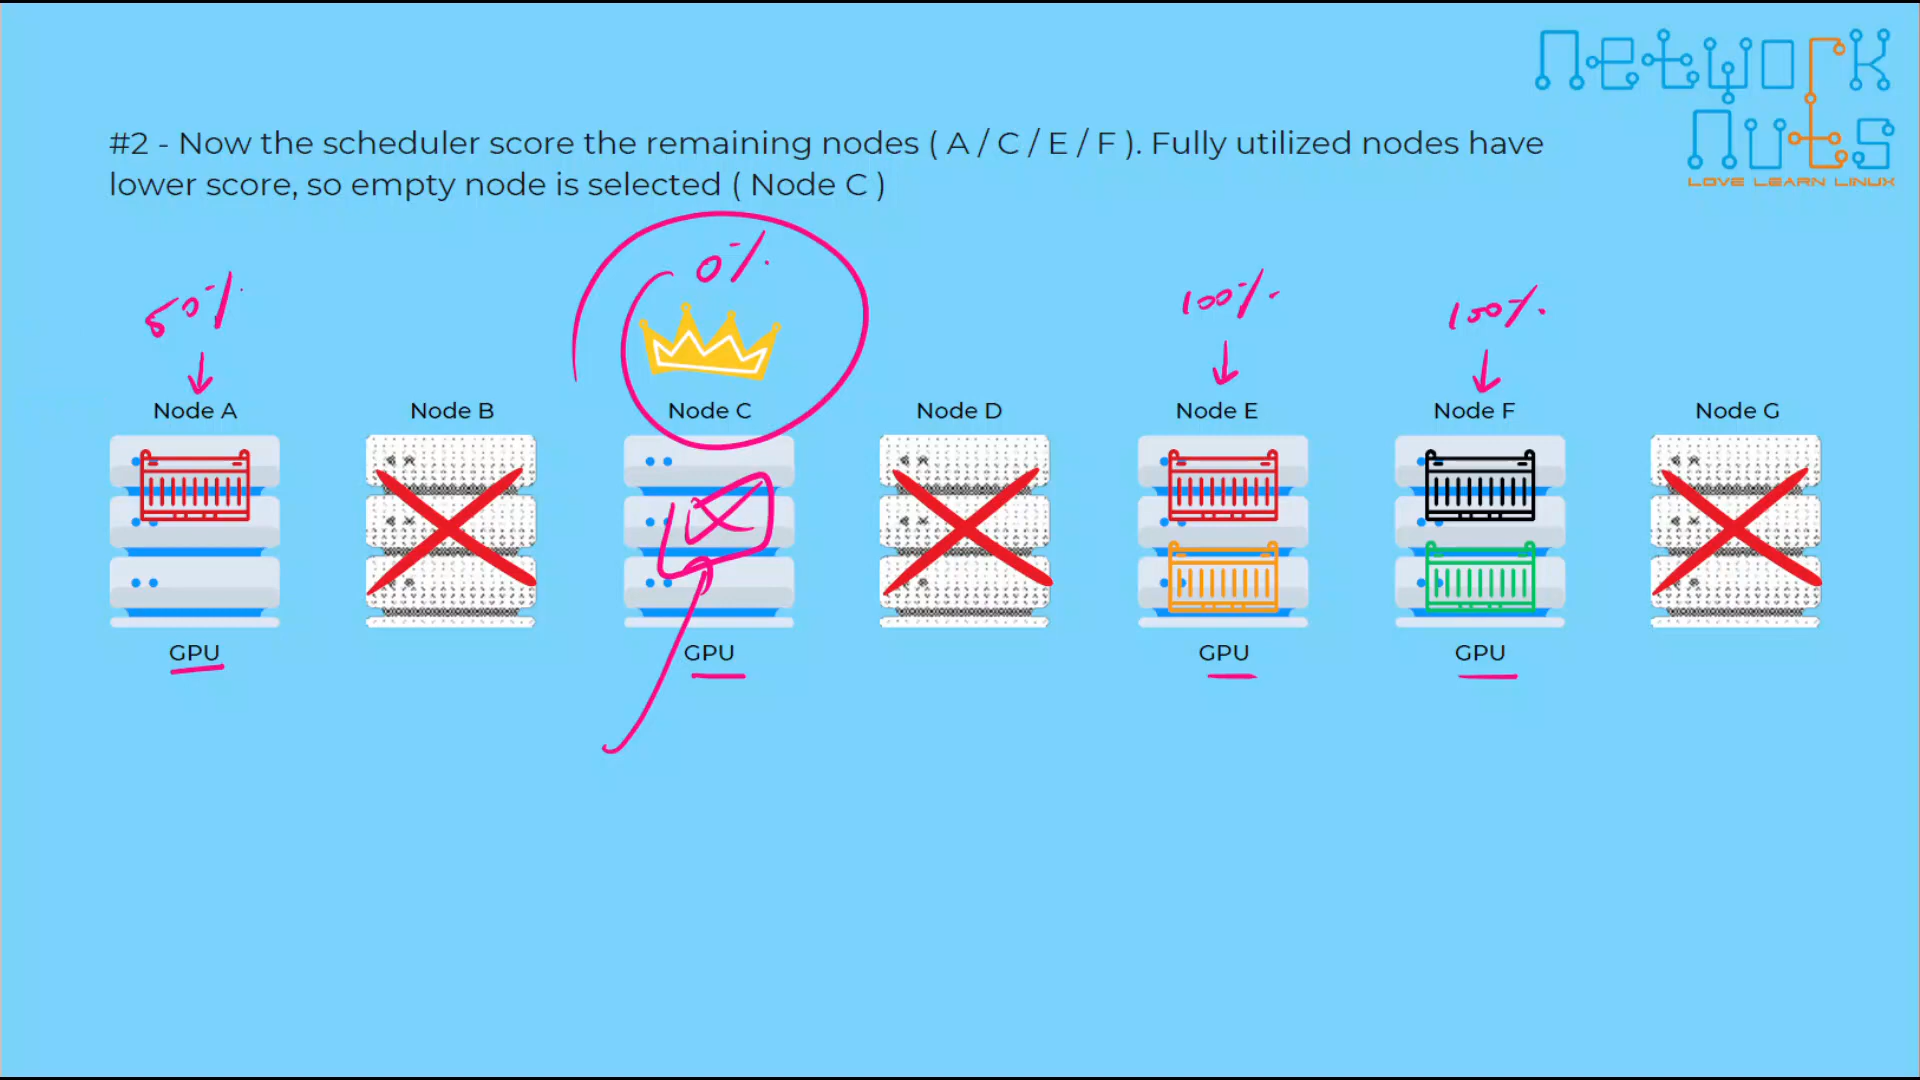 Network
Nuts
LOVE LEARN LINUX
#2 - Now the scheduler score the remaining nodes ( A / C / E / F ). Fully utilized nodes have
lower score, so empty node is selected ( Node C )
50% 0% 100% 100%
Node A Node B Node C Node D Node E Node F Node G
GPU GPU GPU GPU